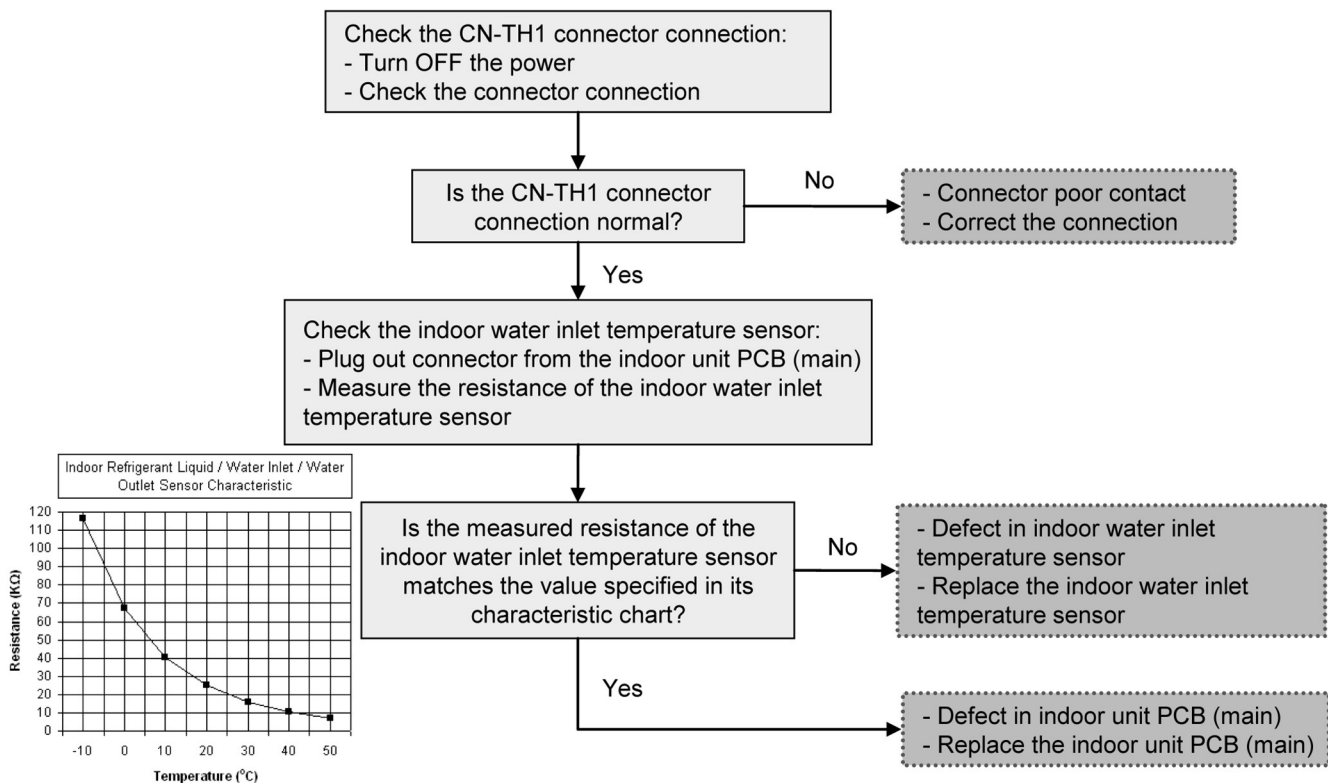 Check the CN-TH1 connector connection:
- Turn OFF the power
- Check the connector connection
Is the CN-TH1 connector
connection normal?
No
- Connector poor contact
- Correct the connection
Yes
Check the indoor water inlet temperature sensor:
- Plug out connector from the indoor unit PCB (main)
- Measure the resistance of the indoor water inlet
temperature sensor
Indoor Refrigerant Liquid / Water Inlet / Water
Outlet Sensor Characteristic
120
110
100
90
80
70
60
50
40
30
20
10
0
Resistance (KΩ)
-10 0 10 20 30 40 50
Temperature (°C)
Is the measured resistance of the
indoor water inlet temperature sensor
matches the value specified in its
characteristic chart?
No
- Defect in indoor water inlet
temperature sensor
- Replace the indoor water inlet
temperature sensor
Yes
- Defect in indoor unit PCB (main)
- Replace the indoor unit PCB (main)